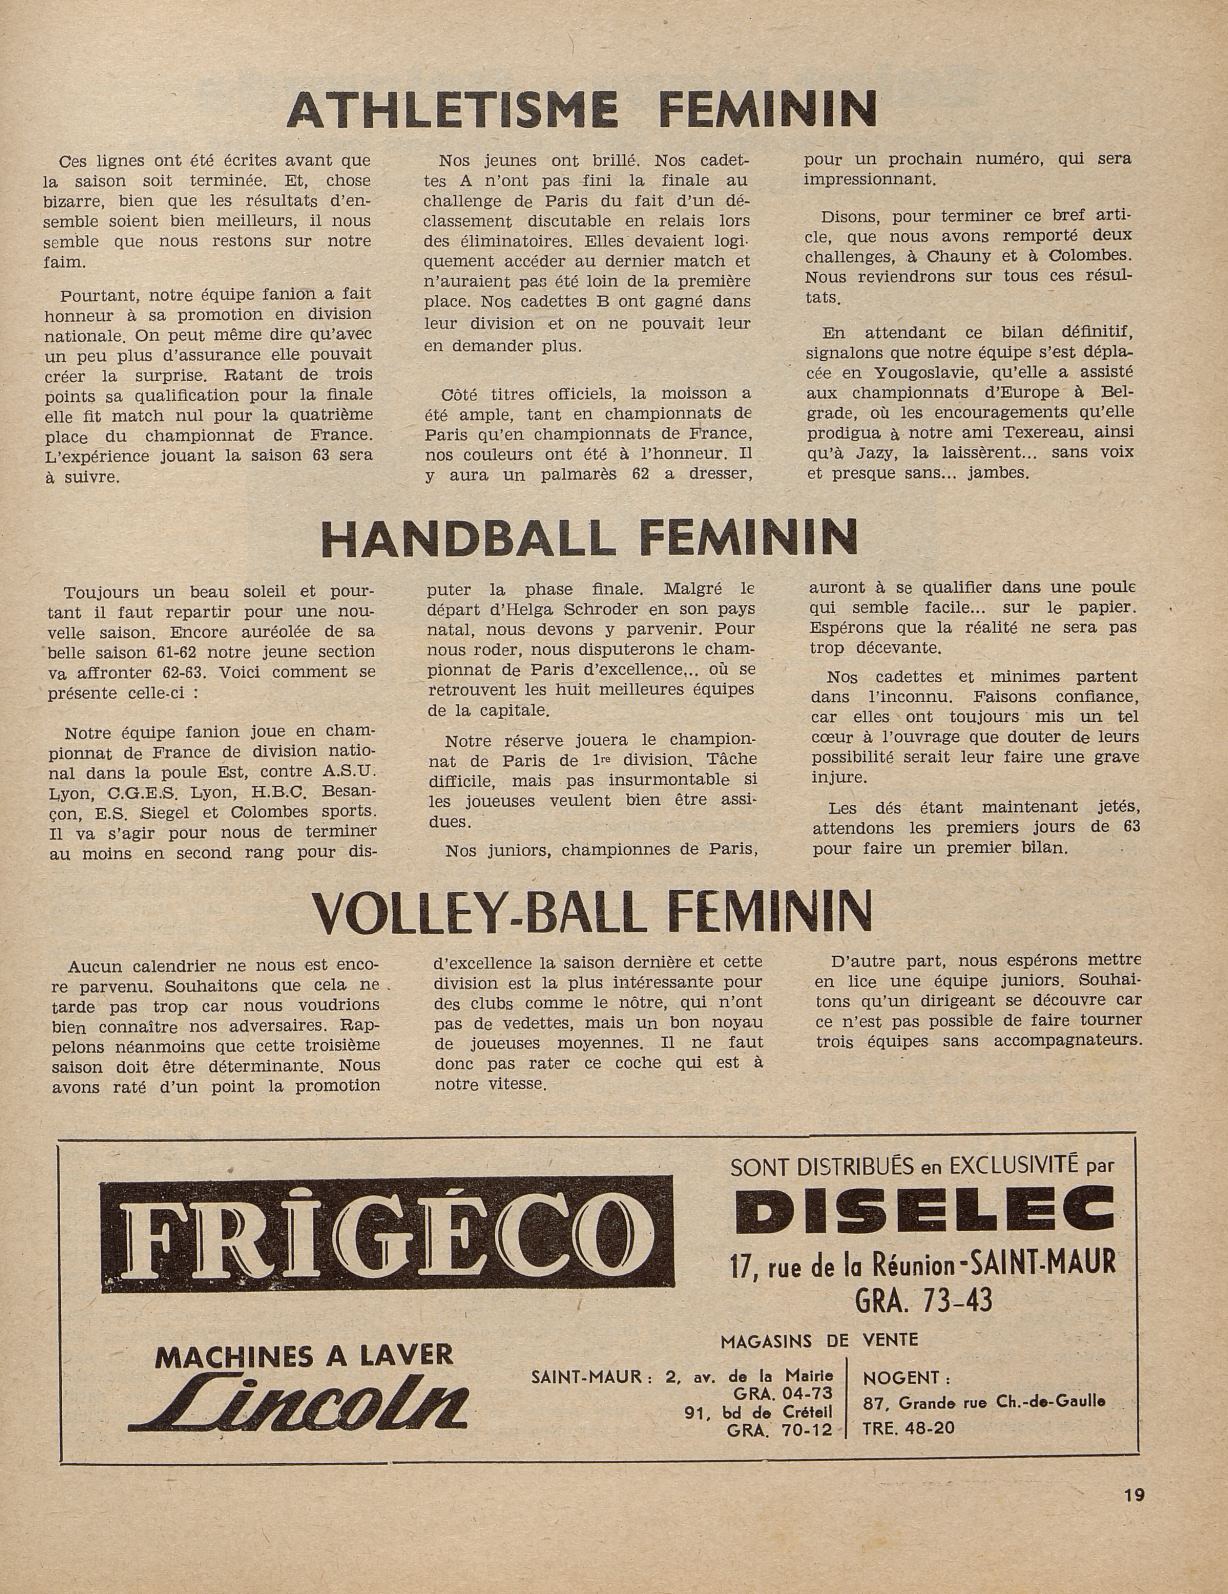 ATHLETISME FEMININ
Ces lignes ont été écrites avant que
la saison soit terminée. Et, chose
bizarre, bien que les résultats d'en-
semble soient bien meilleurs, il nous
semble que nous restons sur notre
faim.
Pourtant, notre équipe fanion a fait
honneur à sa promotion en division
nationale. On peut même dire qu'avec
un peu plus d'assurance elle pouvait
créer la surprise. Ratant de trois
points sa qualification pour la finale
elle fit match nul pour la quatrième
place du championnat de France.
L'expérience jouant la saison 63 sera
à suivre.
Nos jeunes ont brillé. Nos cadet-
tes A n'ont pas fini la finale au
challenge de Paris du fait d'un dé-
classement discutable en relais lors
des éliminatoires. Elles devaient logi-
quement accéder au dernier match et
n'auraient pas été loin de la première
place. Nos cadettes B ont gagné dans
leur division et on ne pouvait leur
en demander plus.
Côté titres officiels, la moisson a
été ample, tant en championnats de
Paris qu'en championnats de France,
nos couleurs ont été à l'honneur. Il
y aura un palmarès 62 a dresser,
pour un prochain numéro, qui sera
impressionnant.
Disons, pour terminer ce bref arti-
cle, que nous avons remporté deux
challenges, à Chauny et à Colombes.
Nous reviendrons sur tous ces résul-
tats.
En attendant ce bilan définitif,
signalons que notre équipe s'est dépla-
cée en Yougoslavie, qu'elle a assisté
aux championnats d'Europe à Bel-
grade, où les encouragements qu'elle
prodigua à notre ami Texereau, ainsi
qu'à Jazy, la laissèrent... sans voix
et presque sans... jambes.
HANDBALL FEMININ
Toujours un beau soleil et pour-
tant il faut repartir pour une nou-
velle saison. Encore auréolée de sa
belle saison 61-62 notre jeune section
va affronter 62-63. Voici comment se
présente celle-ci :
Notre équipe fanion joue en cham-
pionnat de France de division natio-
nal dans la poule Est, contre A.S.U.
Lyon, C.G.E.S. Lyon, H.B.C. Besan-
çon, E.S. Siegel et Colombes sports.
Il va s'agir pour nous de terminer
au moins en second rang pour dis-
puter la phase finale. Malgré le
départ d'Helga Schroder en son pays
natal, nous devons y parvenir. Pour
nous roder, nous disputerons le cham-
pionnat de Paris d'excellence... où se
retrouvent les huit meilleures équipes
de la capitale.
Notre réserve jouera le champion-
nat de Paris de 1re division. Tâche
difficile, mais pas insurmontable si
les joueuses veulent bien être assi-
dues.
Nos juniors, championnes de Paris,
auront à se qualifier dans une poule
qui semble facile... sur le papier.
Espérons que la réalité ne sera pas
trop décevante.
Nos cadettes et minimes partent
dans l'inconnu. Faisons confiance,
car elles ont toujours mis un tel
cœur à l'ouvrage que douter de leurs
possibilité serait leur faire une grave
injure.
Les dés étant maintenant jetés,
attendons les premiers jours de 63
pour faire un premier bilan.
VOLLEY-BALL FEMININ
Aucun calendrier ne nous est enco-
re parvenu. Souhaitons que cela ne
tarde pas trop car nous voudrions
bien connaître nos adversaires. Rap-
pelons néanmoins que cette troisième
saison doit être déterminante. Nous
avons raté d'un point la promotion
d'excellence la saison dernière et cette
division est la plus intéressante pour
des clubs comme le nôtre, qui n'ont
pas de vedettes, mais un bon noyau
de joueuses moyennes. Il ne faut
donc pas rater ce coche qui est à
notre vitesse.
D'autre part, nous espérons mettre
en lice une équipe juniors. Souhai-
tons qu'un dirigeant se découvre car
ce n'est pas possible de faire tourner
trois équipes sans accompagnateurs.
FRIGÉCO
MACHINES A LAVER
Lincoln
SONT DISTRIBUÉS en EXCLUSIVITÉ par
DISELEC
17, rue de la Réunion-SAINT-MAUR
GRA. 73-43
MAGASINS DE VENTE
SAINT-MAUR : 2, av. de la Mairie
GRA. 04-73
91, bd de Créteil
GRA. 70-12
NOGENT :
87, Grande rue Ch.-de-Gaulle
TRE. 48-20
19